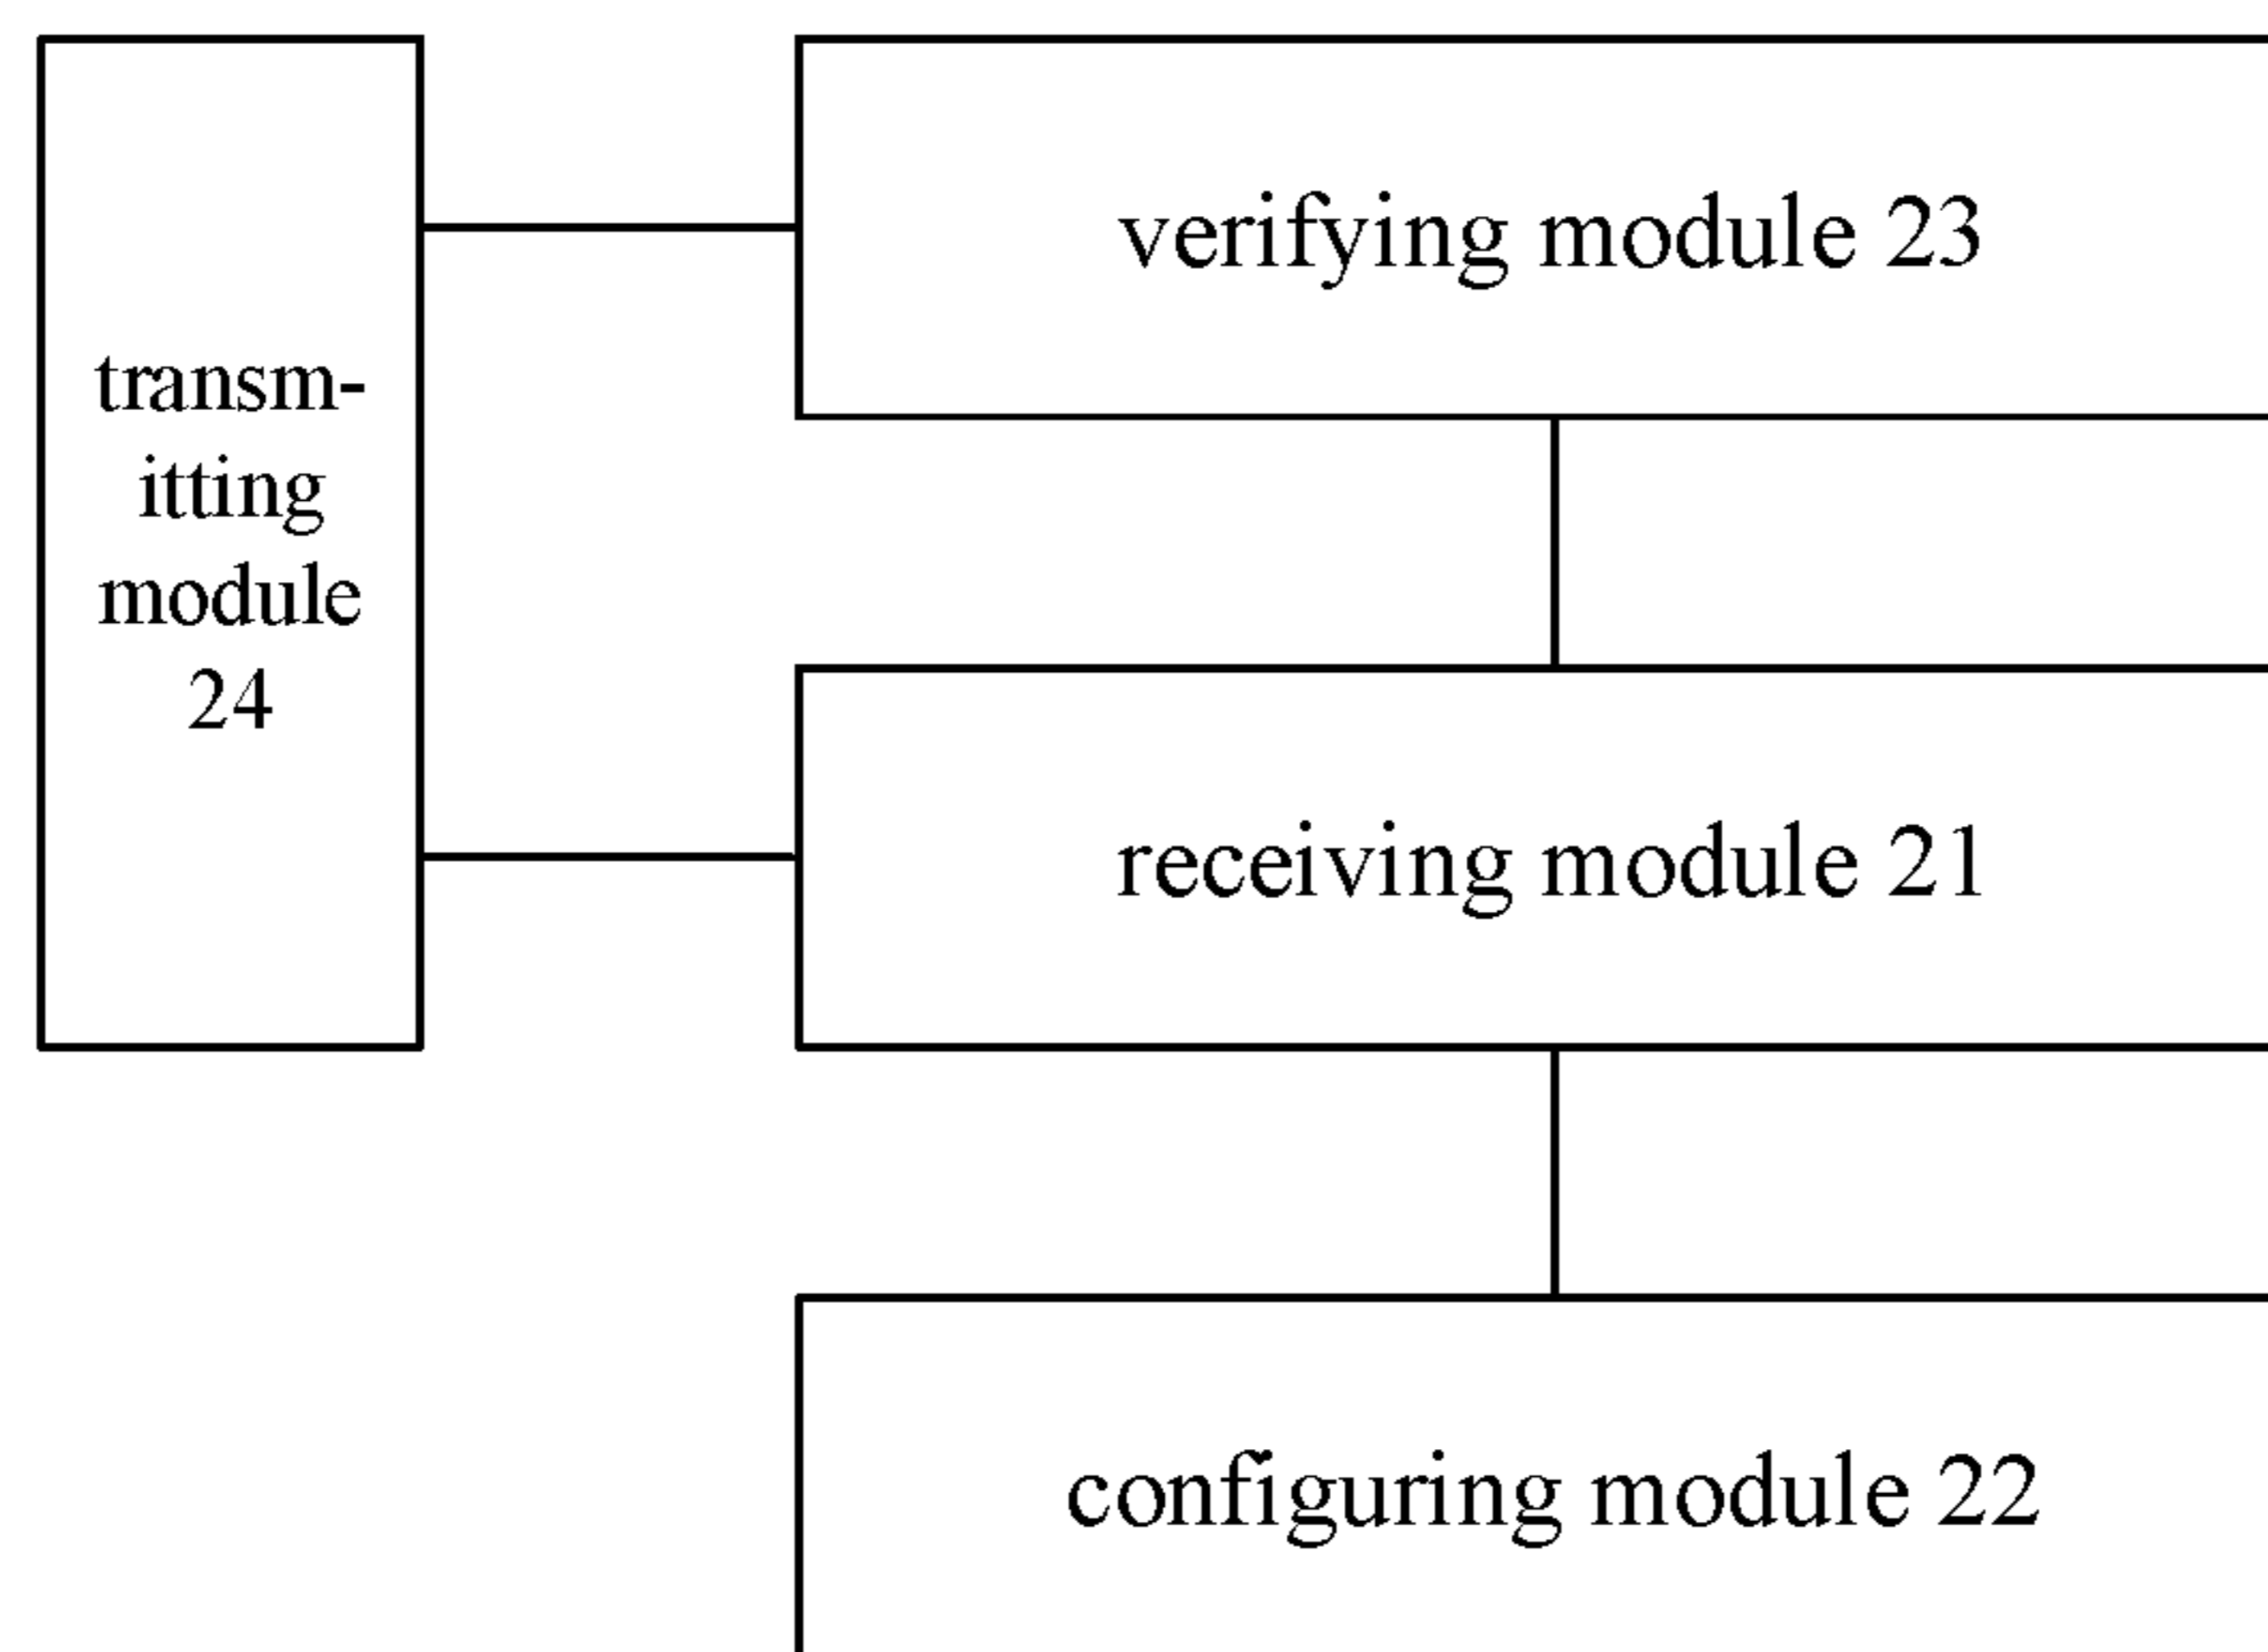 transm-
itting
module
24
verifying module 23
receiving module 21
configuring module 22